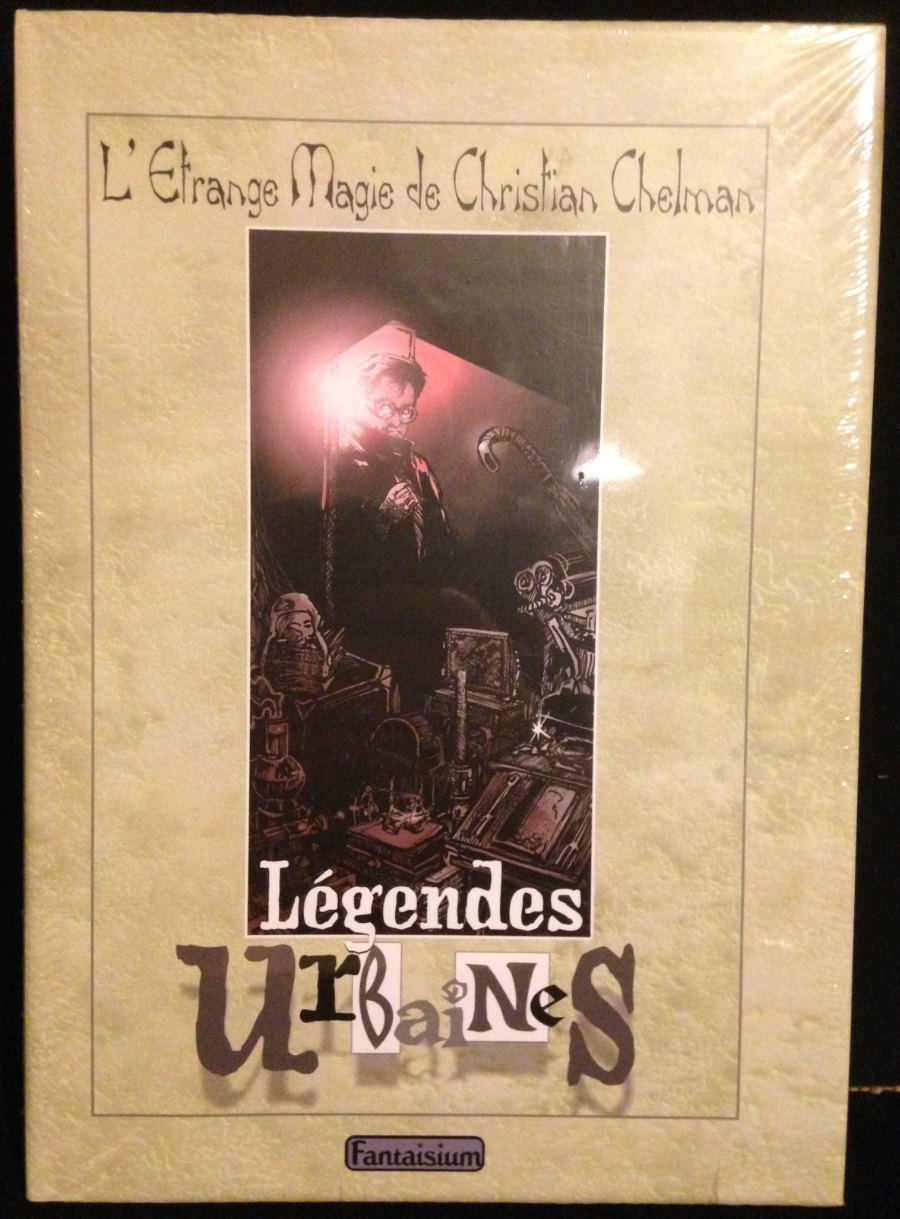 L'Etrange Magie de Christian Chelman
Légendes
UrBaiNeS
Fantaisium